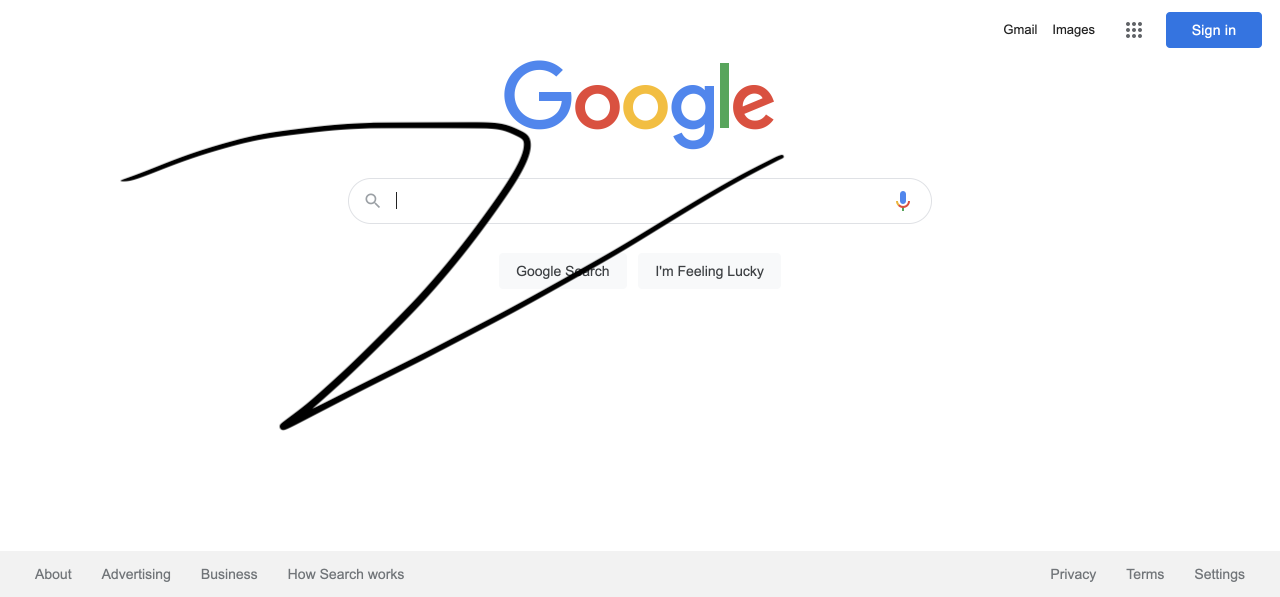 Gmail Images Sign in
Google
Google Search I'm Feeling Lucky
About Advertising Business How Search works Privacy Terms Settings